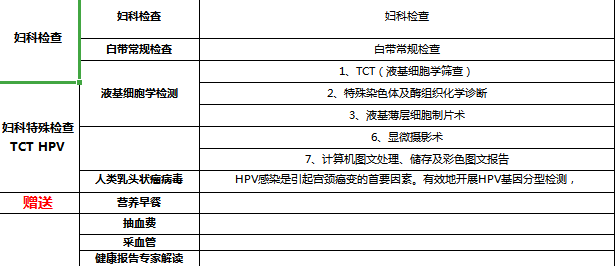 妇科检查
妇科检查
妇科检查
白带常规检查
白带常规检查
液基细胞学检测
1、TCT（液基细胞学筛查）
2、特殊染色体及酶组织化学诊断
3、液基薄层细胞制片术
妇科特殊检查
TCT HPV
6、显微摄影术
7、计算机图文处理、储存及彩色图文报告
人类乳头状瘤病毒
HPV感染是引起宫颈癌变的首要因素。有效地开展HPV基因分型检测，
赠送
营养早餐
抽血费
采血管
健康报告专家解读